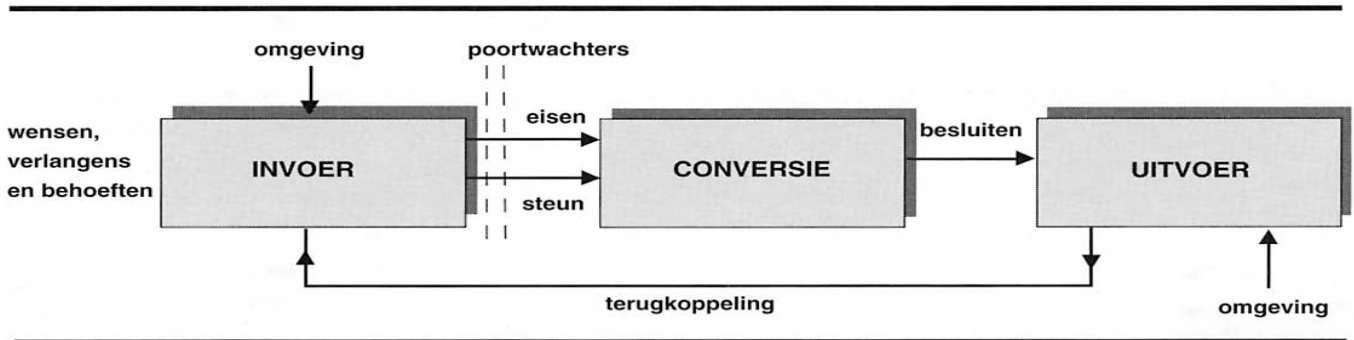 omgeving
poortwachters
wensen,
verlangens
en behoeften
INVOER
eisen
steun
CONVERSIE
besluiten
UITVOER
terugkoppeling
omgeving